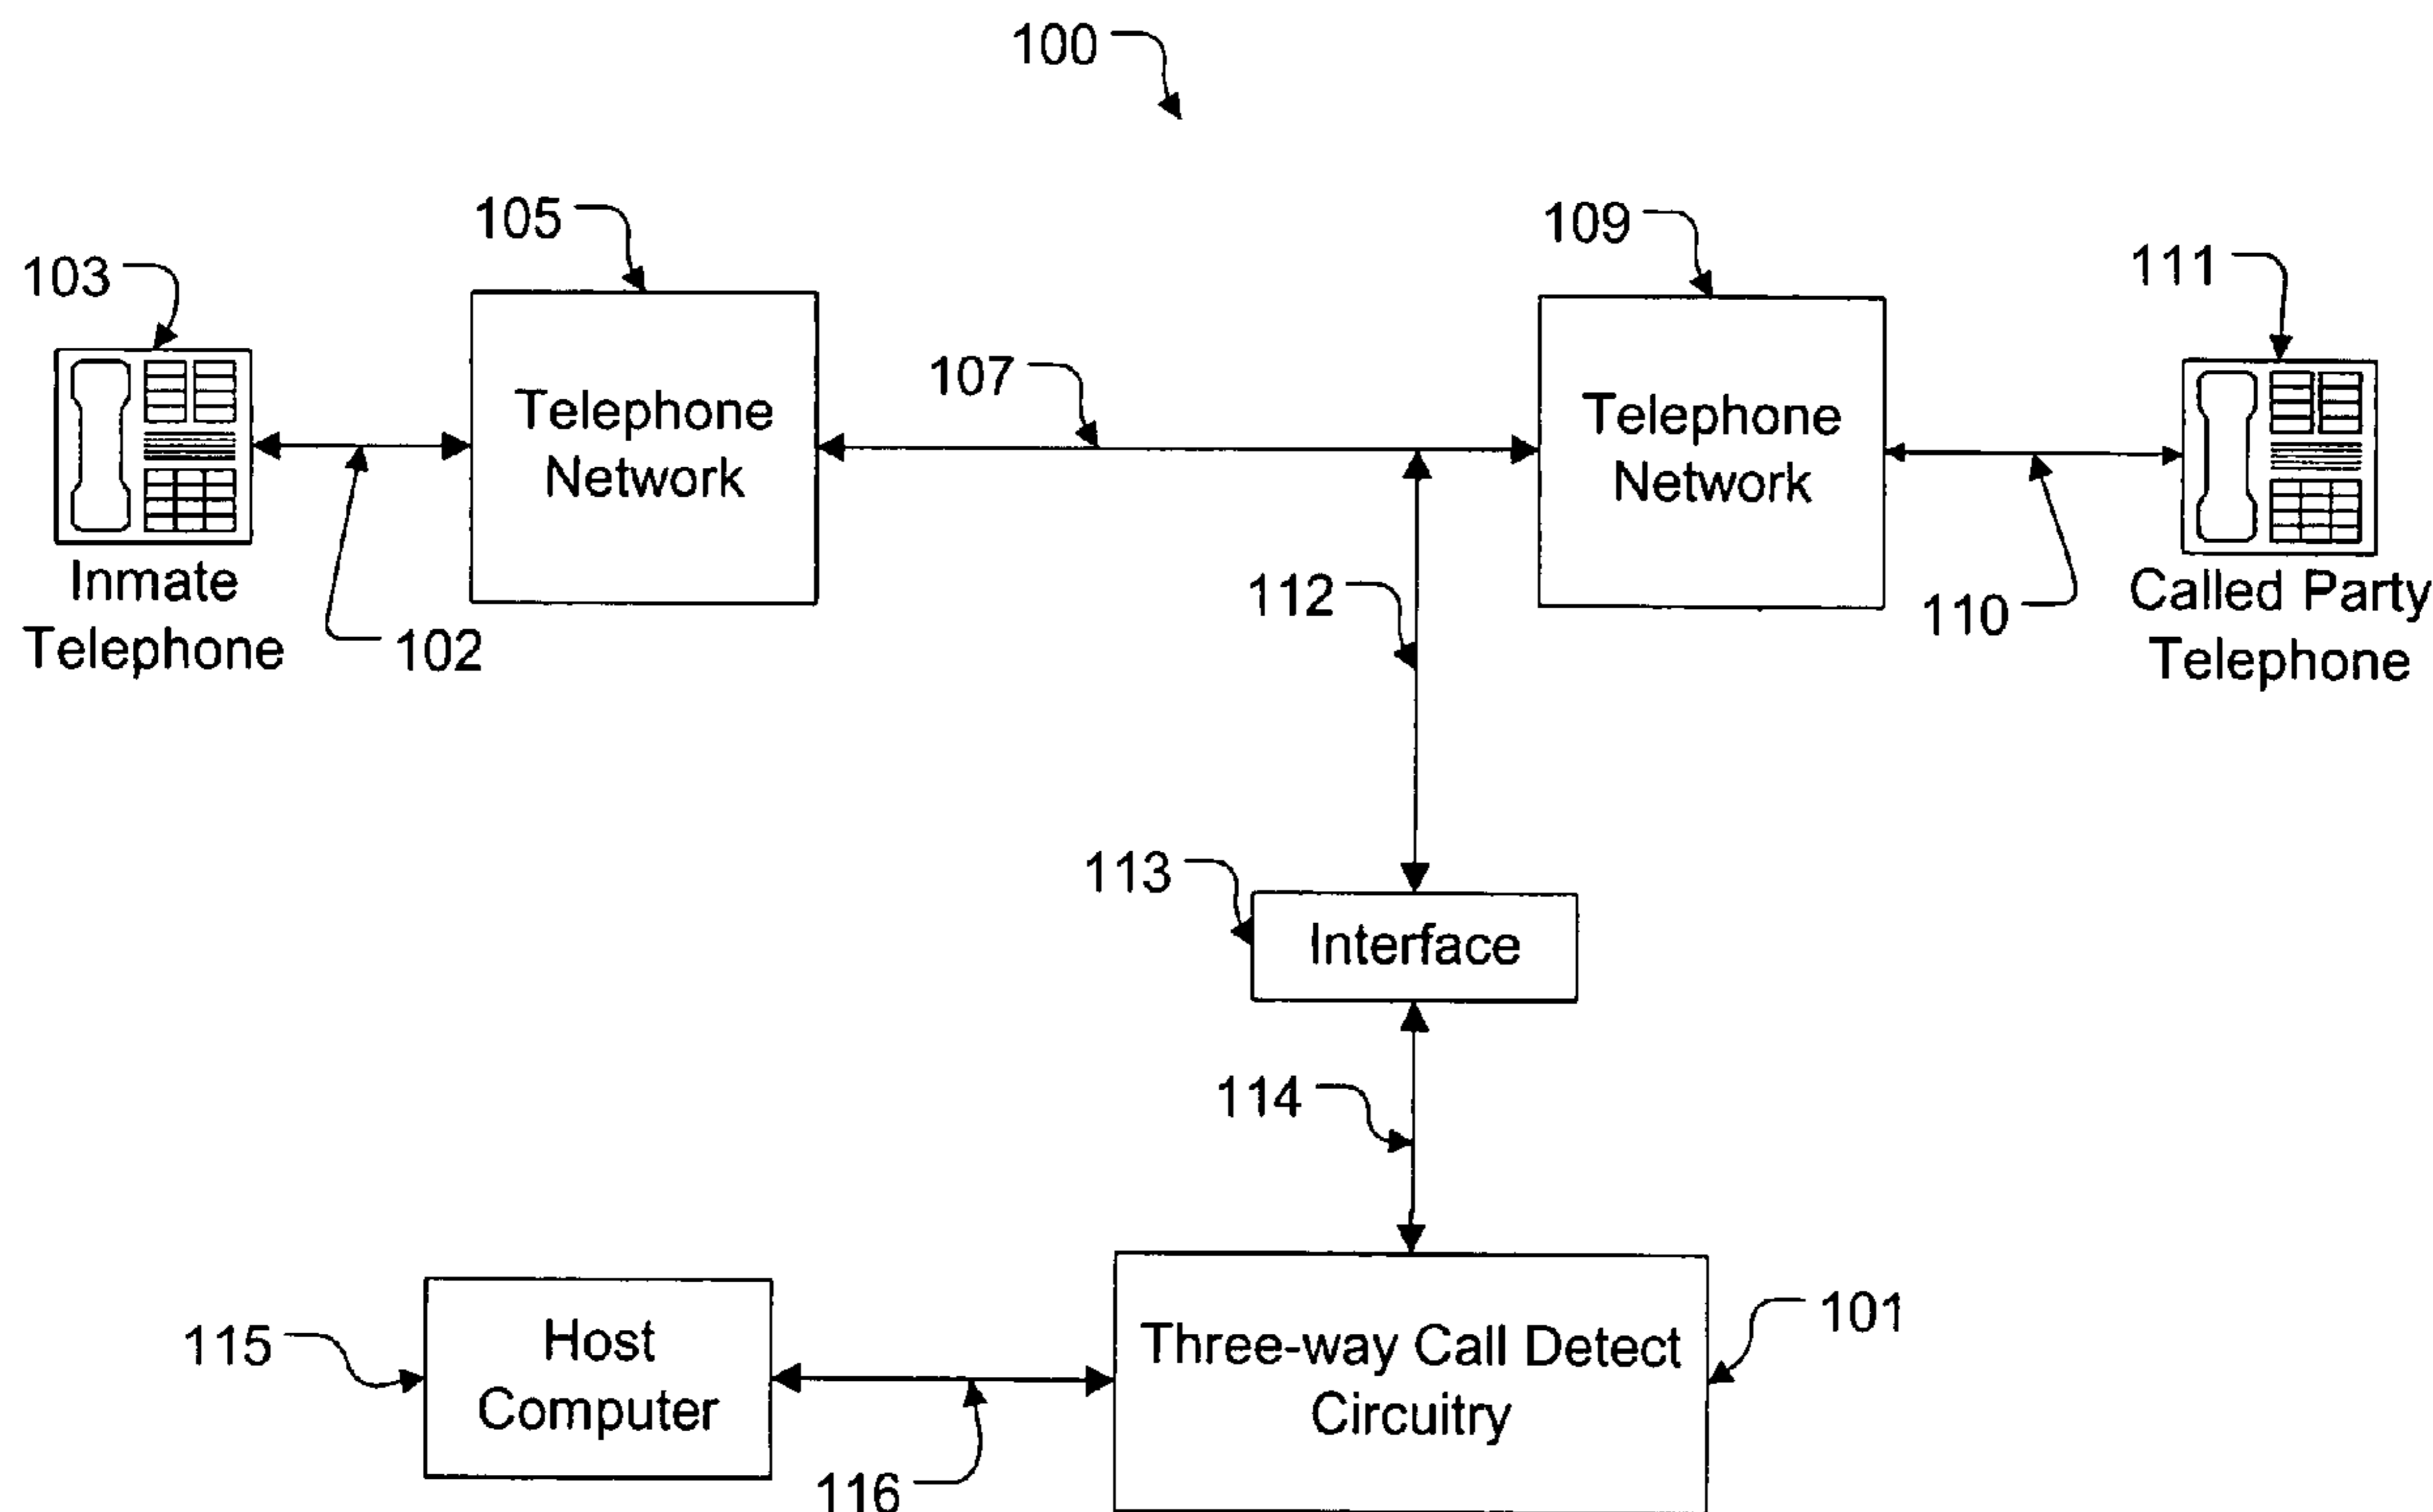 100
105
109
103
111
107
Telephone
Network
Telephone
Network
112
110
Inmate
Telephone
102
Called Party
Telephone
113
Interface
114
101
115
Host
Computer
Three-way Call Detect
Circuitry
116